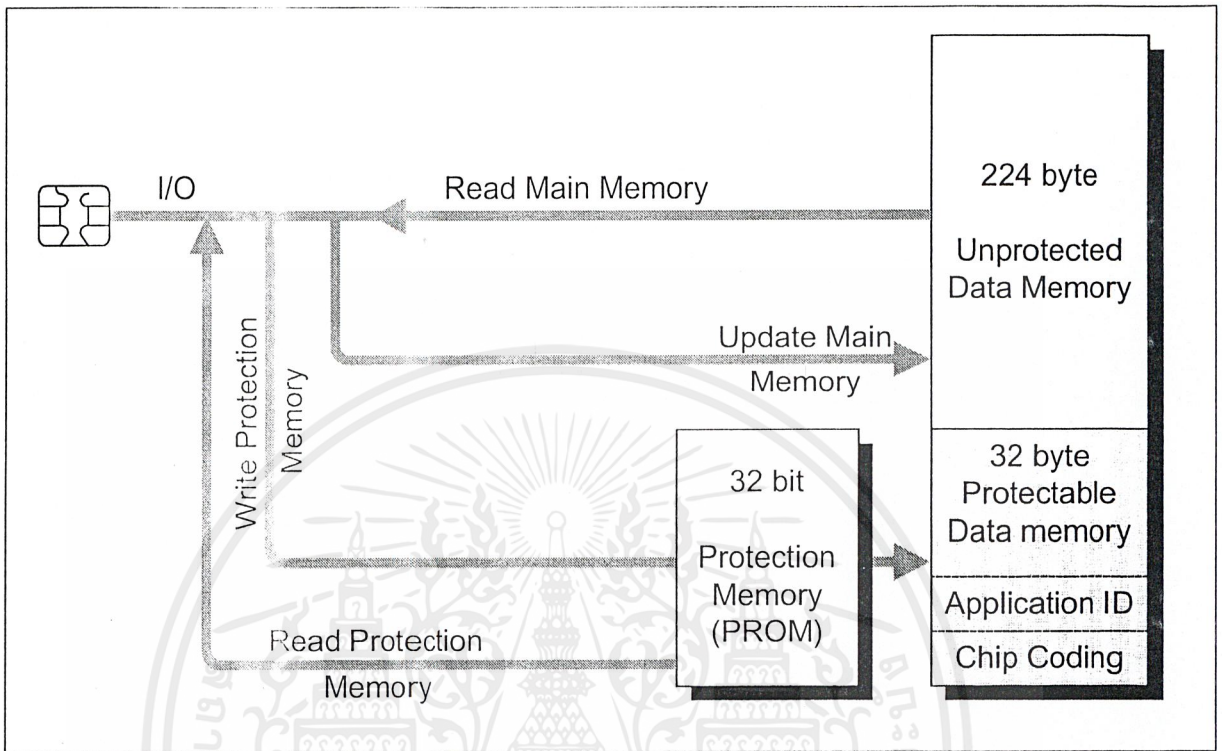 I/O
Read Main Memory
224 byte
Unprotected
Data Memory
Update Main
Memory
Write Protection
Memory
32 bit
Protection
Memory
(PROM)
32 byte
Protectable
Data memory
Application ID
Chip Coding
Read Protection
Memory